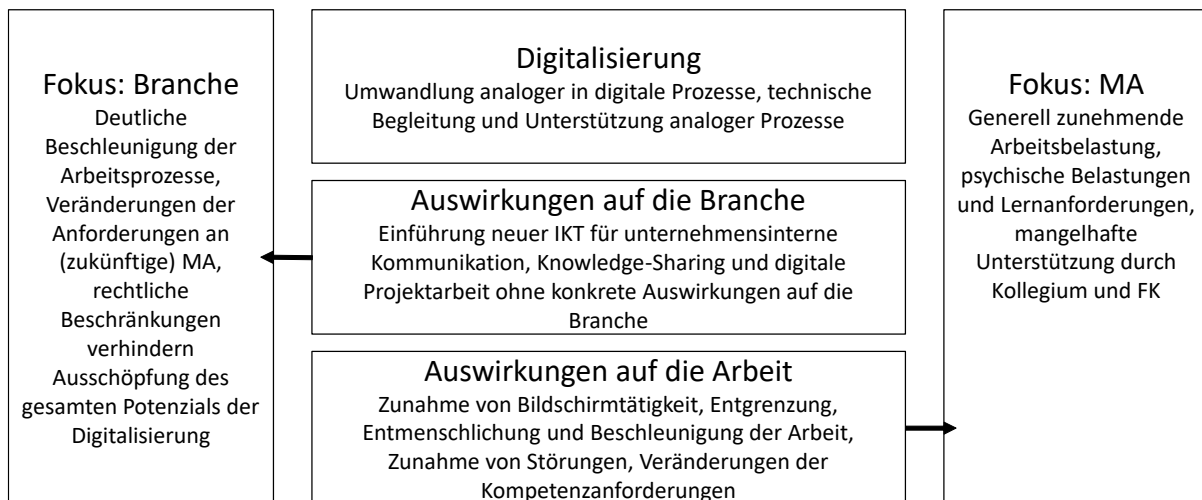 Fokus: Branche
Deutliche
Beschleunigung der
Arbeitsprozesse,
Veränderungen der
Anforderungen an
(zukünftige) MA,
rechtliche
Beschränkungen
verhindern
Ausschöpfung des
gesamten Potenzials der
Digitalisierung
Digitalisierung
Umwandlung analoger in digitale Prozesse, technische
Begleitung und Unterstützung analoger Prozesse
Auswirkungen auf die Branche
Einführung neuer IKT für unternehmensinterne
Kommunikation, Knowledge-Sharing und digitale
Projektarbeit ohne konkrete Auswirkungen auf die
Branche
Auswirkungen auf die Arbeit
Zunahme von Bildschirmtätigkeit, Entgrenzung,
Entmenschlichung und Beschleunigung der Arbeit,
Zunahme von Störungen, Veränderungen der
Kompetenzanforderungen
Fokus: MA
Generell zunehmende
Arbeitsbelastung,
psychische Belastungen
und Lernanforderungen,
mangelhafte
Unterstützung durch
Kollegium und FK